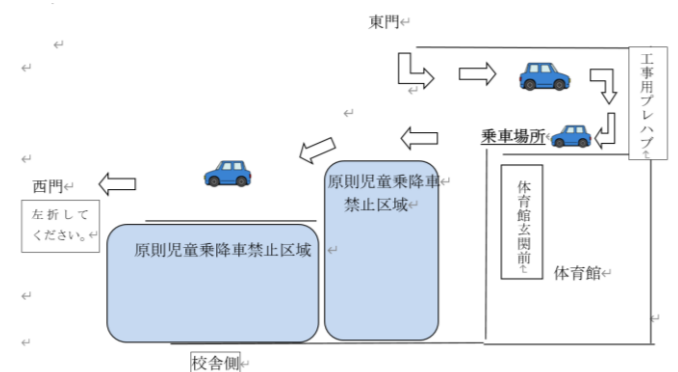 東門
工事用プレハブ
乗車場所
原則児童乗降車
禁止区域
西門
左折して
ください。
体育館玄関前
原則児童乗降車禁止区域
体育館
校舎側